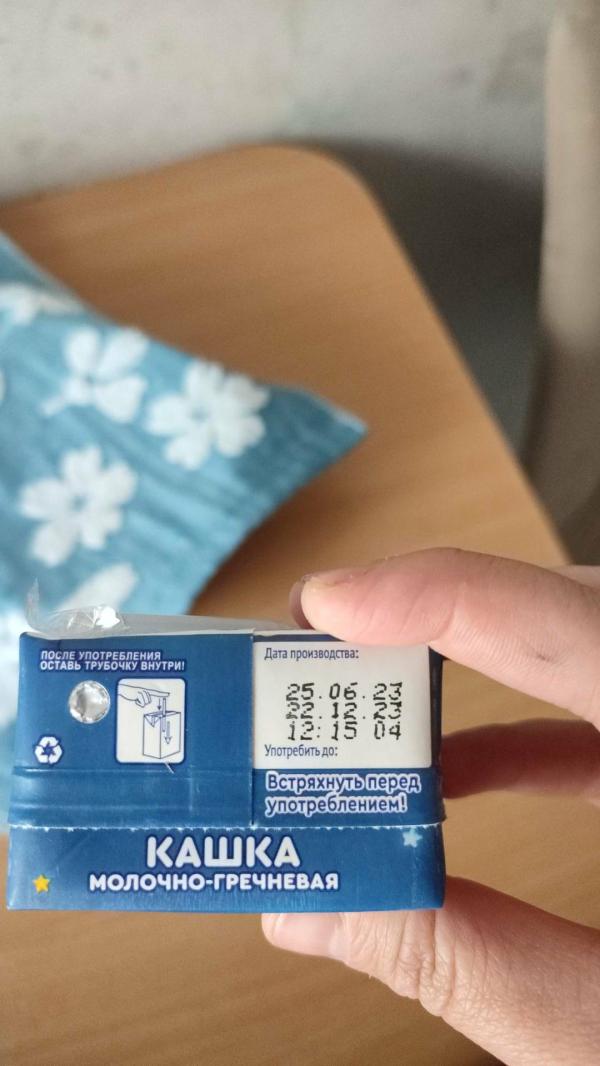 ПОСЛЕ УПОТРЕБЛЕНИЯ
ОСТАВЬ ТРУБОЧКУ ВНУТРИ!
Дата производства:
25.06.23
22.12.23
12:15 04
Употребить до:
Встряхнуть перед
употреблением!
КАШКА
МОЛОЧНО-ГРЕЧНЕВАЯ